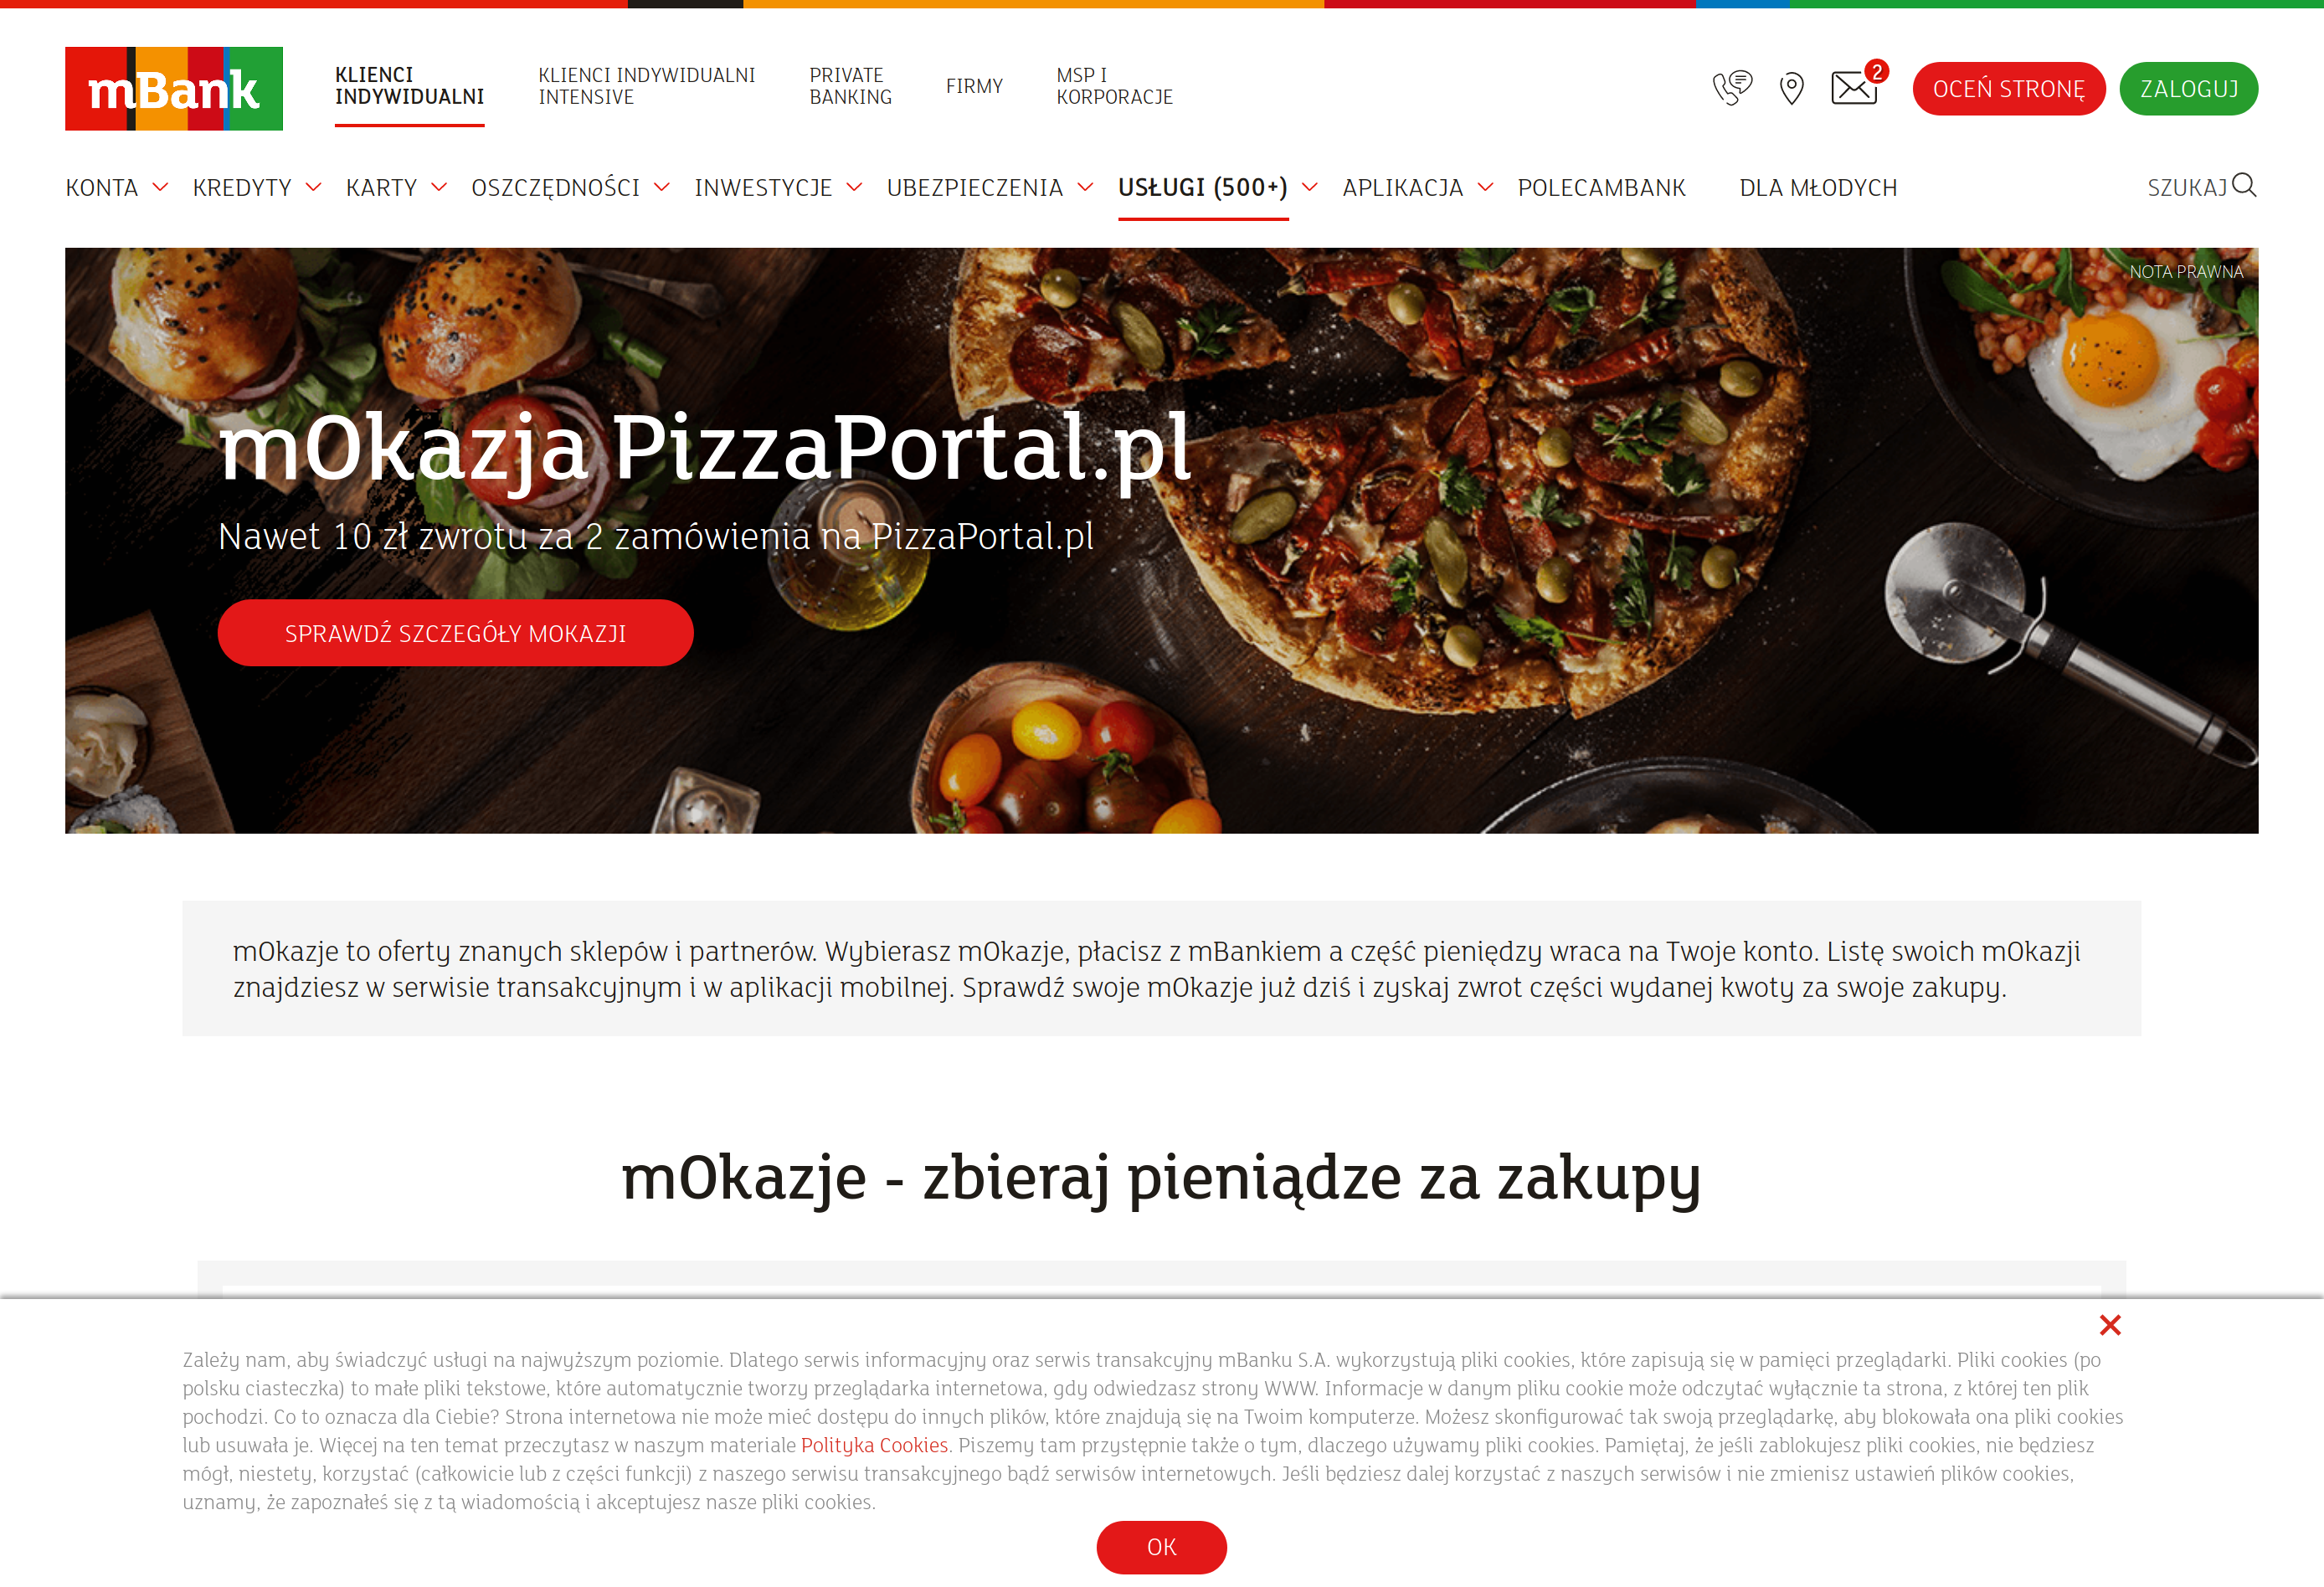 mBank
KLIENCI
INDYWIDUALNI
KLIENCI INDYWIDUALNI
INTENSIVE
PRIVATE
BANKING
FIRMY
MSP I
KORPORACJE
2
OCEŃ STRONĘ
ZALOGUJ
KONTA
KREDYTY
KARTY
OSZCZĘDNOŚCI
INWESTYCJE
UBEZPIECZENIA
USŁUGI (500+)
APLIKACJA
POLECAMBANK
DLA MŁODYCH
SZUKAJ
NOTA PRAWNA
mOkazja PizzaPortal.pl
Nawet 10 zł zwrotu za 2 zamówienia na PizzaPortal.pl
SPRAWDŹ SZCZEGÓŁY MOKAZJI
mOkazje to oferty znanych sklepów i partnerów. Wybierasz mOkazje, płacisz z mBankiem a część pieniędzy wraca na Twoje konto. Listę swoich mOkazji
znajdziesz w serwisie transakcyjnym i w aplikacji mobilnej. Sprawdź swoje mOkazje już dziś i zyskaj zwrot części wydanej kwoty za swoje zakupy.
mOkazje - zbieraj pieniądze za zakupy
Zależy nam, aby świadczyć usługi na najwyższym poziomie. Dlatego serwis informacyjny oraz serwis transakcyjny mBanku S.A. wykorzystują pliki cookies, które zapisują się w pamięci przeglądarki. Pliki cookies (po
polsku ciasteczka) to małe pliki tekstowe, które automatycznie tworzy przeglądarka internetowa, gdy odwiedzasz strony WWW. Informacje w danym pliku cookie może odczytać wyłącznie ta strona, z której ten plik
pochodzi. Co to oznacza dla Ciebie? Strona internetowa nie może mieć dostępu do innych plików, które znajdują się na Twoim komputerze. Możesz skonfigurować tak swoją przeglądarkę, aby blokowała ona pliki cookies
lub usuwała je. Więcej na ten temat przeczytasz w naszym materiale Polityka Cookies. Piszemy tam przystępnie także o tym, dlaczego używamy pliki cookies. Pamiętaj, że jeśli zablokujesz pliki cookies, nie będziesz
mógł, niestety, korzystać (całkowicie lub z części funkcji) z naszego serwisu transakcyjnego bądź serwisów internetowych. Jeśli będziesz dalej korzystać z naszych serwisów i nie zmienisz ustawień plików cookies,
uznamy, że zapoznałeś się z tą wiadomością i akceptujesz nasze pliki cookies.
OK